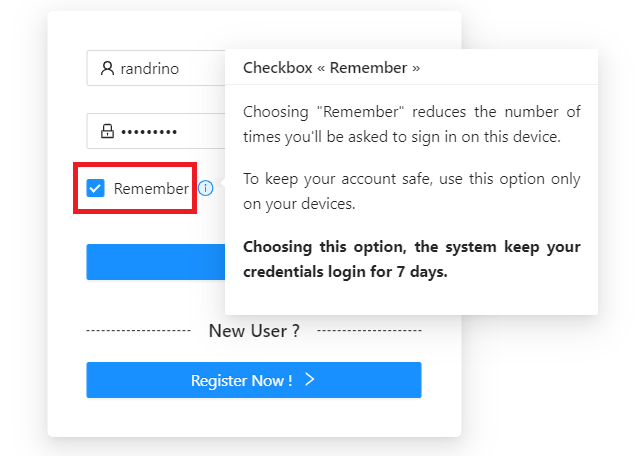 randrino
•••••••••
Remember
Checkbox « Remember »
Choosing "Remember" reduces the number of
times you'll be asked to sign in on this device.
To keep your account safe, use this option only
on your devices.
Choosing this option, the system keep your
credentials login for 7 days.
New User ?
Register Now !